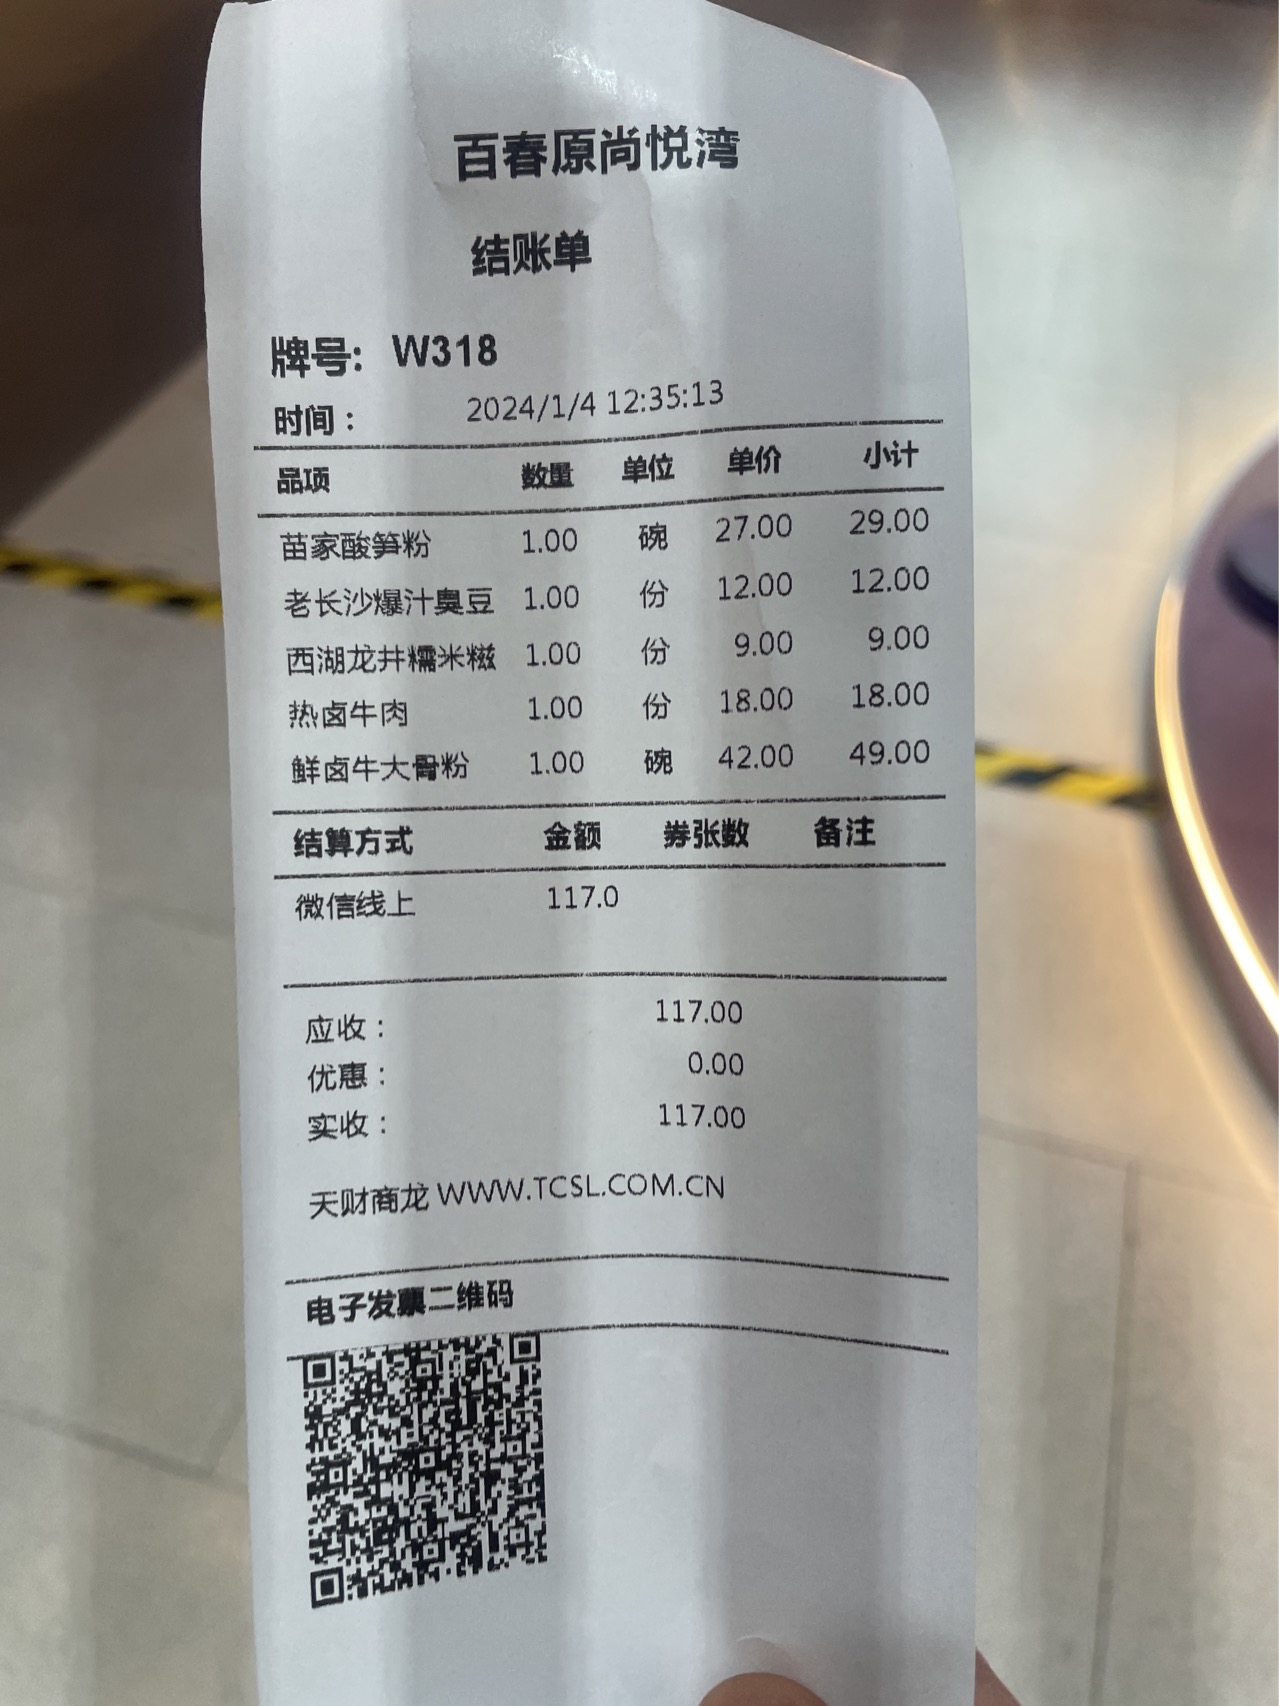 百春原尚悦湾
结账单
牌号: W318
时间： 2024/1/4 12:35:13
品项 数量 单位 单价 小计
苗家酸笋粉 1.00 碗 27.00 29.00
老长沙爆汁臭豆 1.00 份 12.00 12.00
西湖龙井糯米糍 1.00 份 9.00 9.00
热卤牛肉 1.00 份 18.00 18.00
鲜卤牛大骨粉 1.00 碗 42.00 49.00
结算方式 金额 券张数 备注
微信线上 117.0
应收： 117.00
优惠： 0.00
实收： 117.00
天财商龙 WWW.TCSL.COM.CN
电子发票二维码